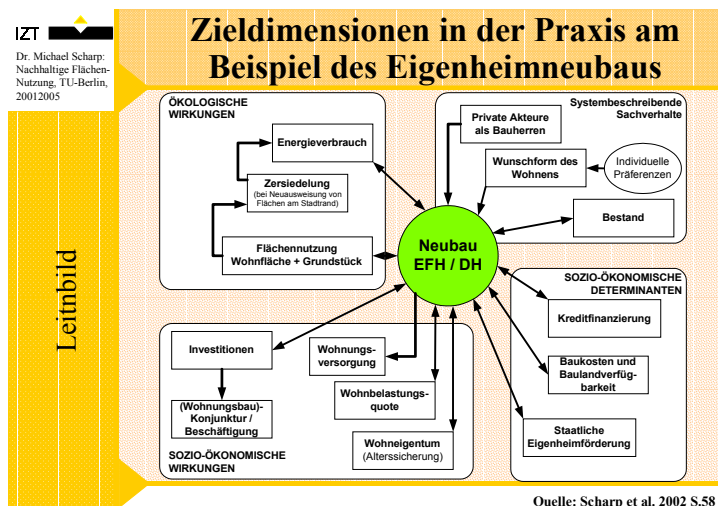 IZT
Dr. Michael Scharp:
Nachhaltige Flächen-
Nutzung, TU-Berlin,
20012005
Leitnbild
Zieldimensionen in der Praxis am
Beispiel des Eigenheimneubaus
ÖKOLOGISCHE
WIRKUNGEN
Energieverbrauch
Zersiedelung
(bei Neuausweisung von
Flächen am Stadtrand)
Flächennutzung
Wohnfläche + Grundstück
Systembeschreibende
Sachverhalte
Private Akteure
als Bauherren
Wunschform des
Wohnens
Individuelle
Präferenzen
Bestand
Neubau
EFH / DH
SOZIO-ÖKONOMISCHE
DETERMINANTEN
Kreditfinanzierung
Baukosten und
Baulandverfüg-
barkeit
Staatliche
Eigenheimförderung
Investitionen
(Wohnungsbau)-
Konjunktur /
Beschäftigung
Wohnungs-
versorgung
Wohnbelastungs-
quote
Wohneigentum
(Alterssicherung)
SOZIO-ÖKONOMISCHE
WIRKUNGEN
Quelle: Scharp et al. 2002 S.58